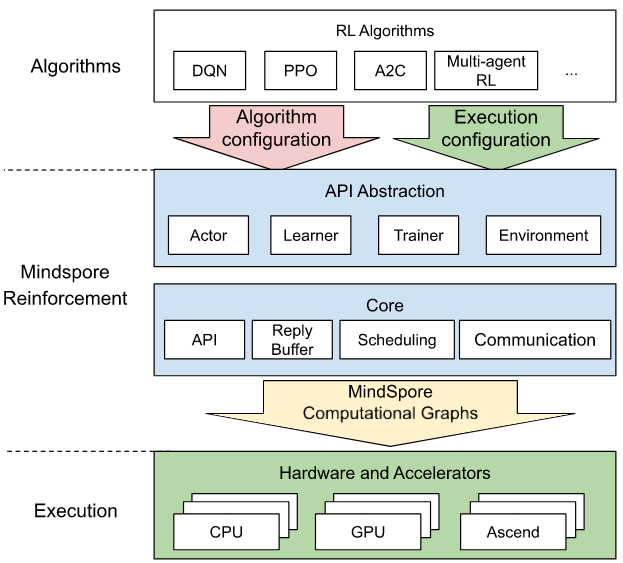 RL Algorithms
Algorithms
DQN
PPO
A2C
Multi-agent
RL
...
Algorithm
configuration
Execution
configuration
API Abstraction
Actor
Learner
Trainer
Environment
Mindspore
Reinforcement
Core
API
Reply
Buffer
Scheduling
Communication
MindSpore
Computational Graphs
Hardware and Accelerators
Execution
CPU
GPU
Ascend